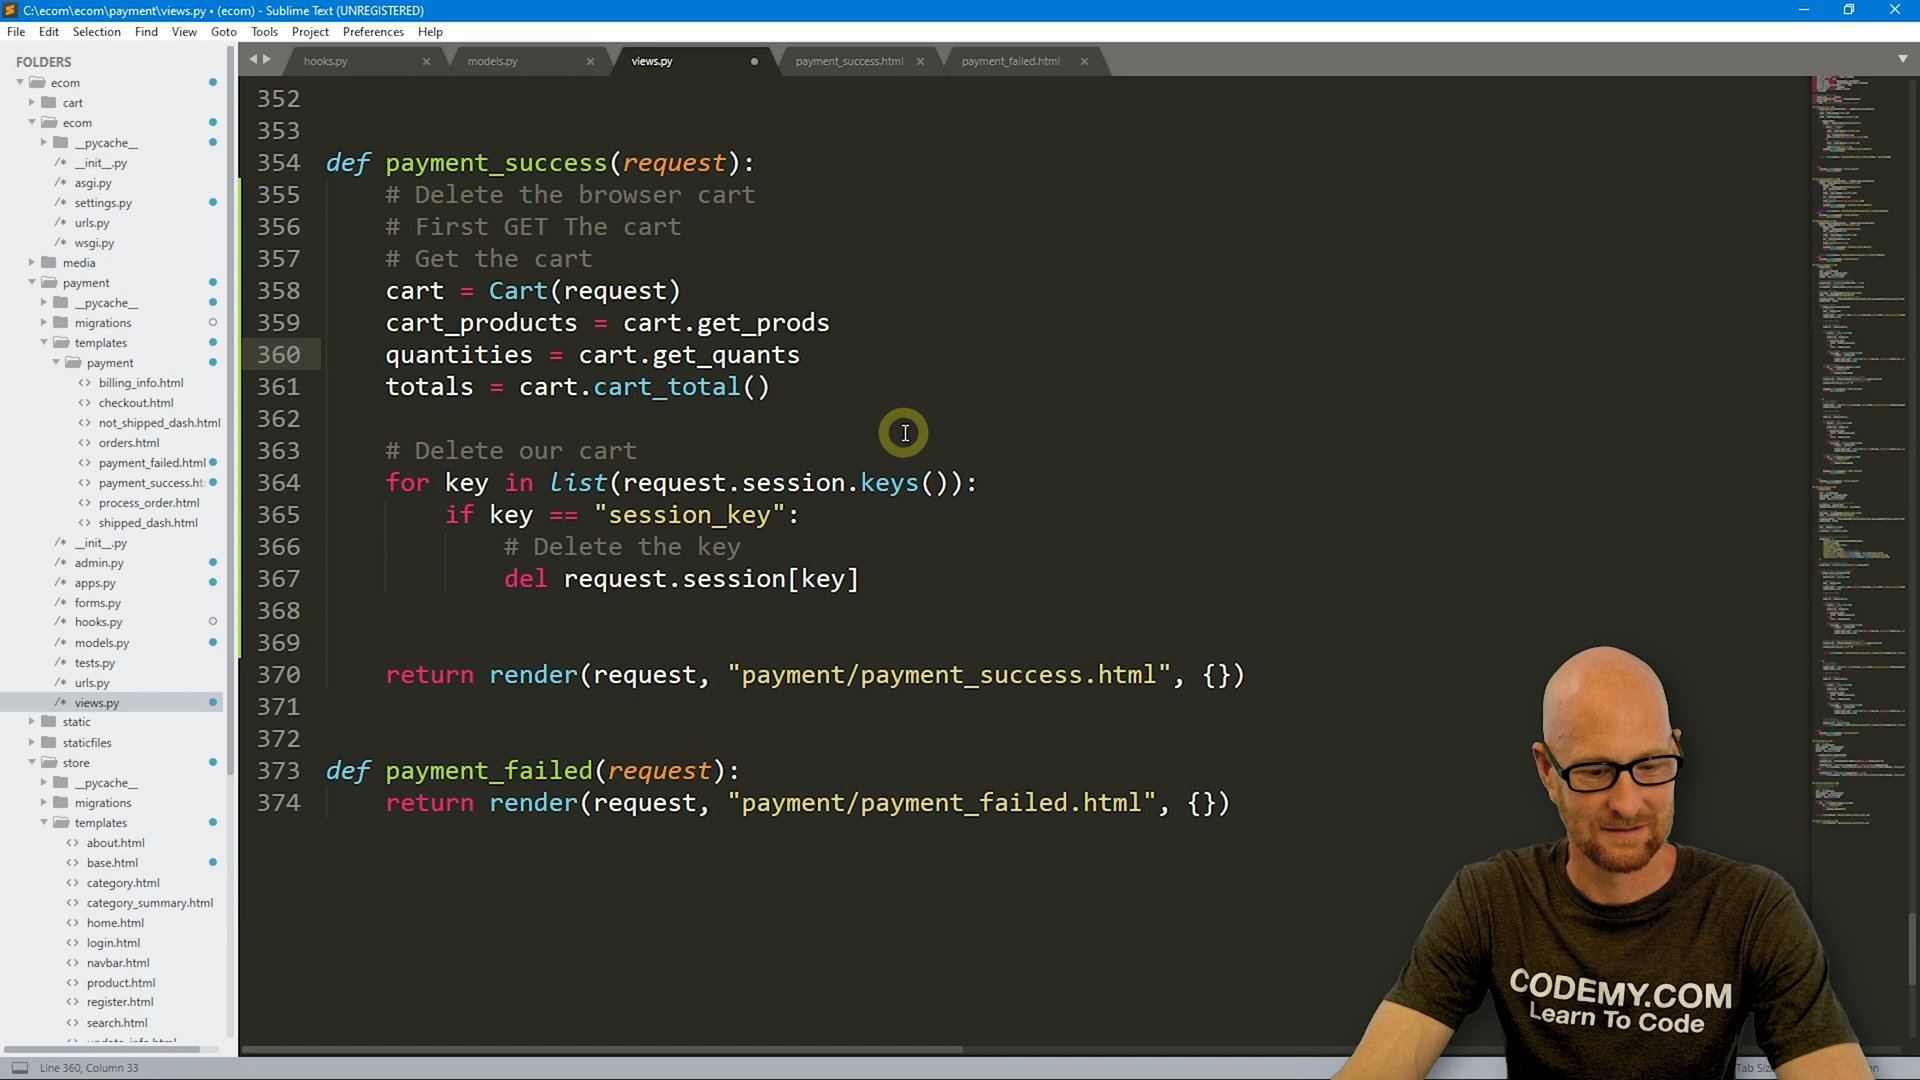 C:\ecom\ecom\payment\views.py • (ecom) - Sublime Text (UNREGISTERED)
File Edit Selection Find View Goto Tools Project Preferences Help
FOLDERS
ecom
cart
ecom
__pycache__
__init__.py
asgi.py
settings.py
urls.py
wsgi.py
media
payment
__pycache__
migrations
templates
payment
billing_info.html
checkout.html
not_shipped_dash.html
orders.html
payment_failed.html
payment_success.ht
process_order.html
shipped_dash.html
__init__.py
admin.py
apps.py
forms.py
hooks.py
models.py
tests.py
urls.py
views.py
static
staticfiles
store
__pycache__
migrations
templates
about.html
base.html
category.html
category_summary.html
home.html
login.html
navbar.html
product.html
register.html
search.html
hooks.py models.py views.py payment_success.html payment_failed.html
352
353
354 def payment_success(request):
355 # Delete the browser cart
356 # First GET The cart
357 # Get the cart
358 cart = Cart(request)
359 cart_products = cart.get_prods
360 quantities = cart.get_quants
361 totals = cart.cart_total()
362
363 # Delete our cart
364 for key in list(request.session.keys()):
365 if key == "session_key":
366 # Delete the key
367 del request.session[key]
368
369
370 return render(request, "payment/payment_success.html", {})
371
372
373 def payment_failed(request):
374 return render(request, "payment/payment_failed.html", {})
CODEMY.COM
Learn To Code
Line 360, Column 33
Tab Siz